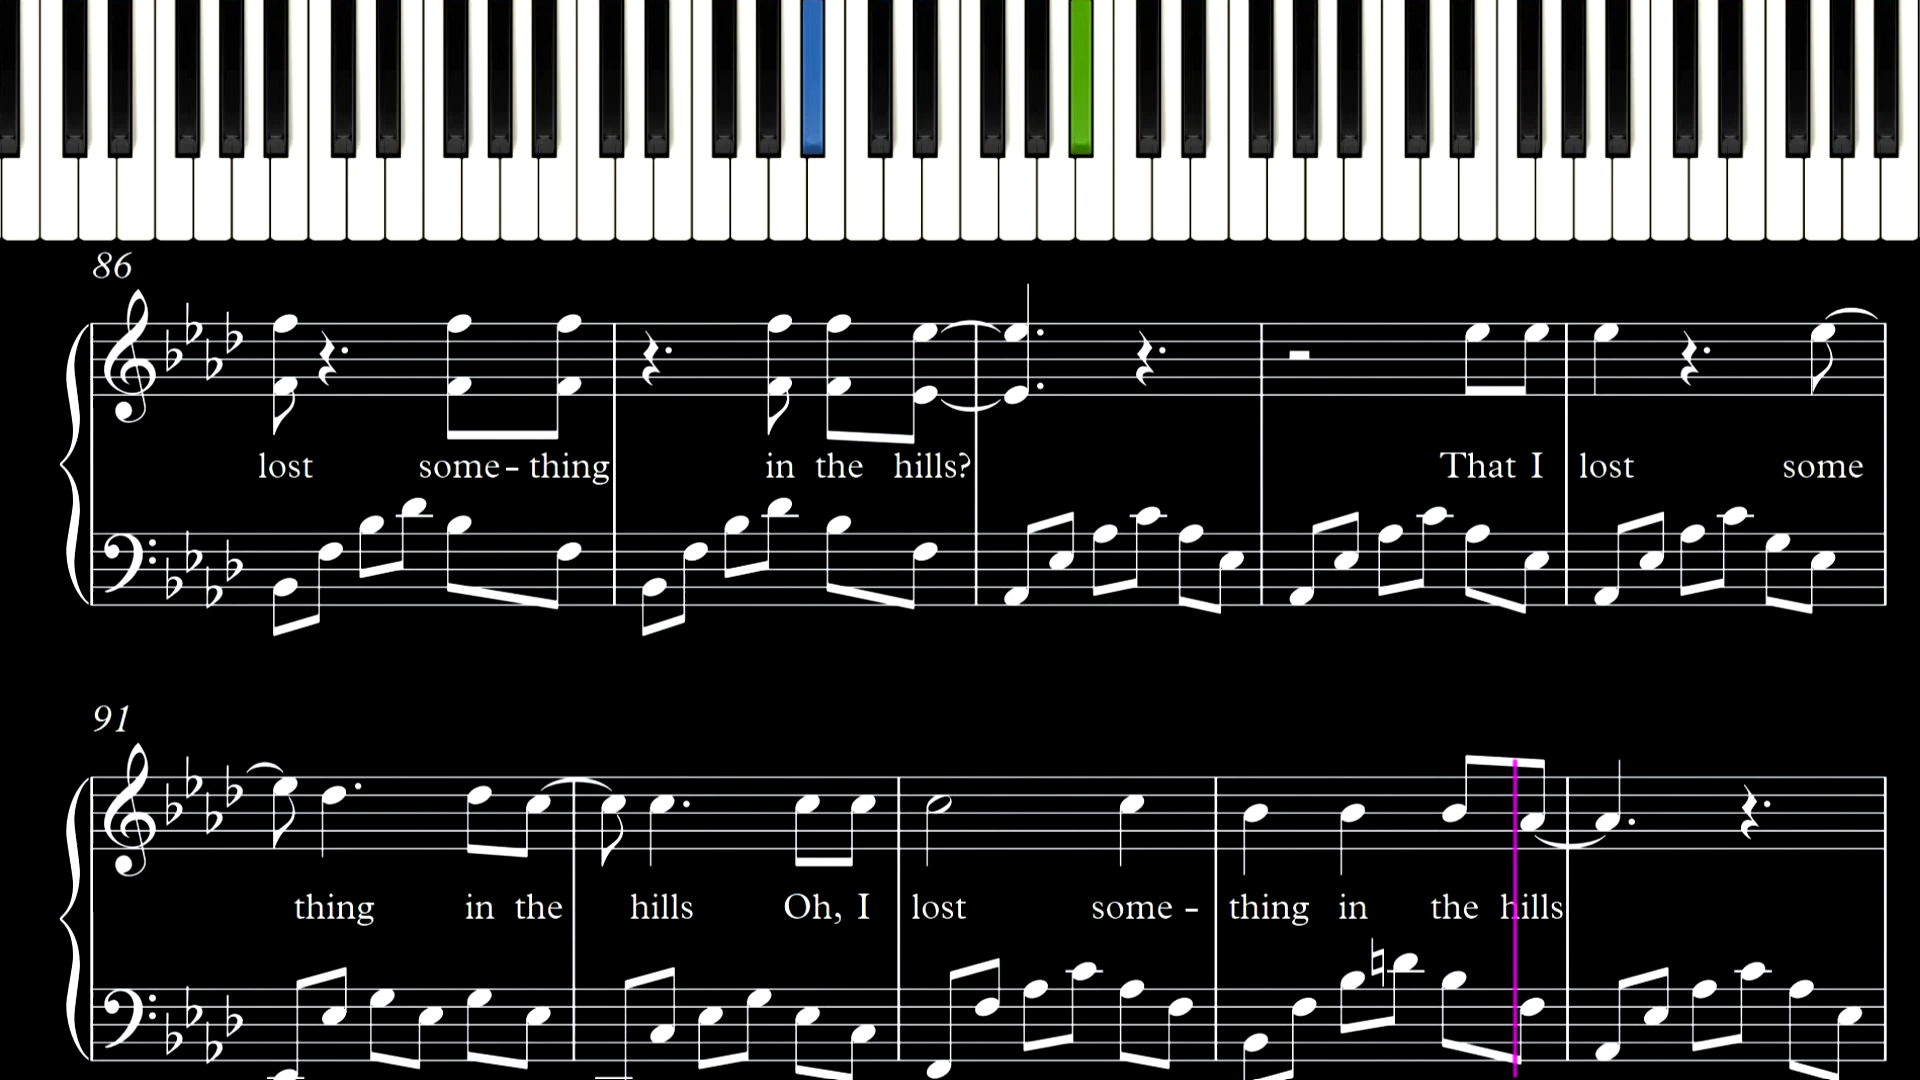 86
lost some - thing in the hills? That I lost some
91
thing in the hills Oh, I lost some - thing in the hills